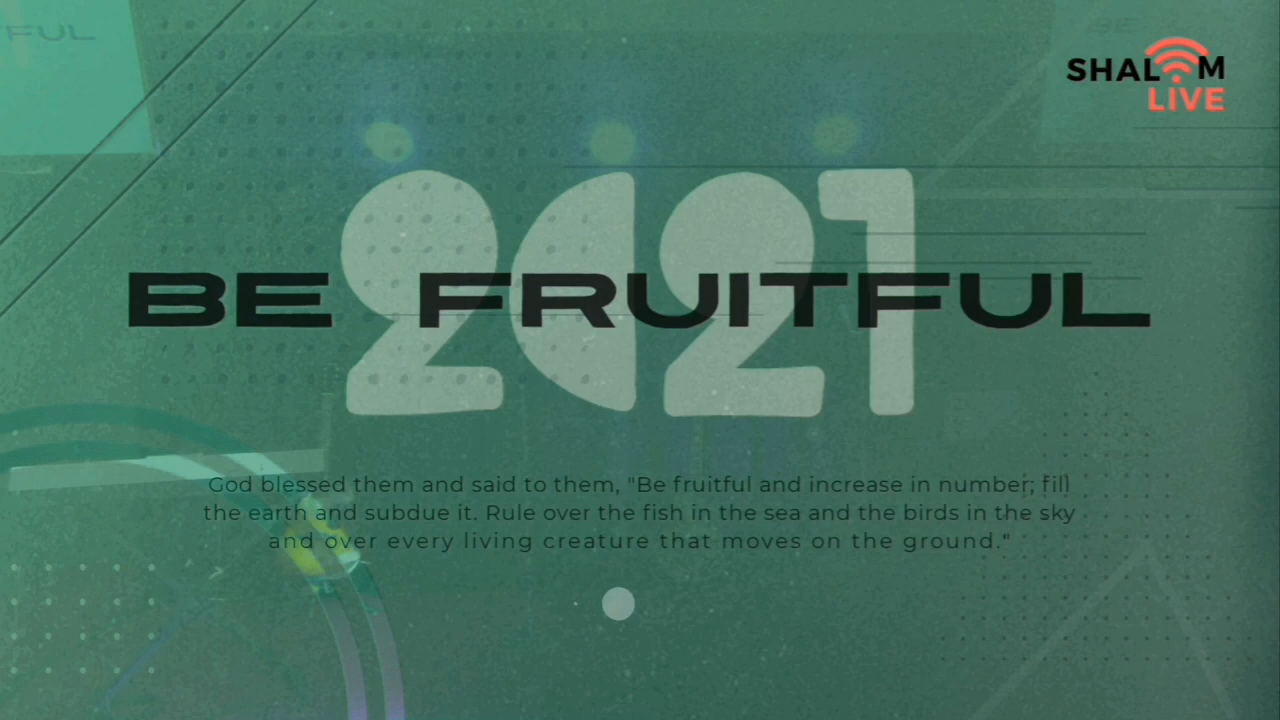 TFUL
BE
SHALOM
LIVE
2021
BE FRUITFUL
God blessed them and said to them, "Be fruitful and increase in number; fill
the earth and subdue it. Rule over the fish in the sea and the birds in the sky
and over every living creature that moves on the ground."